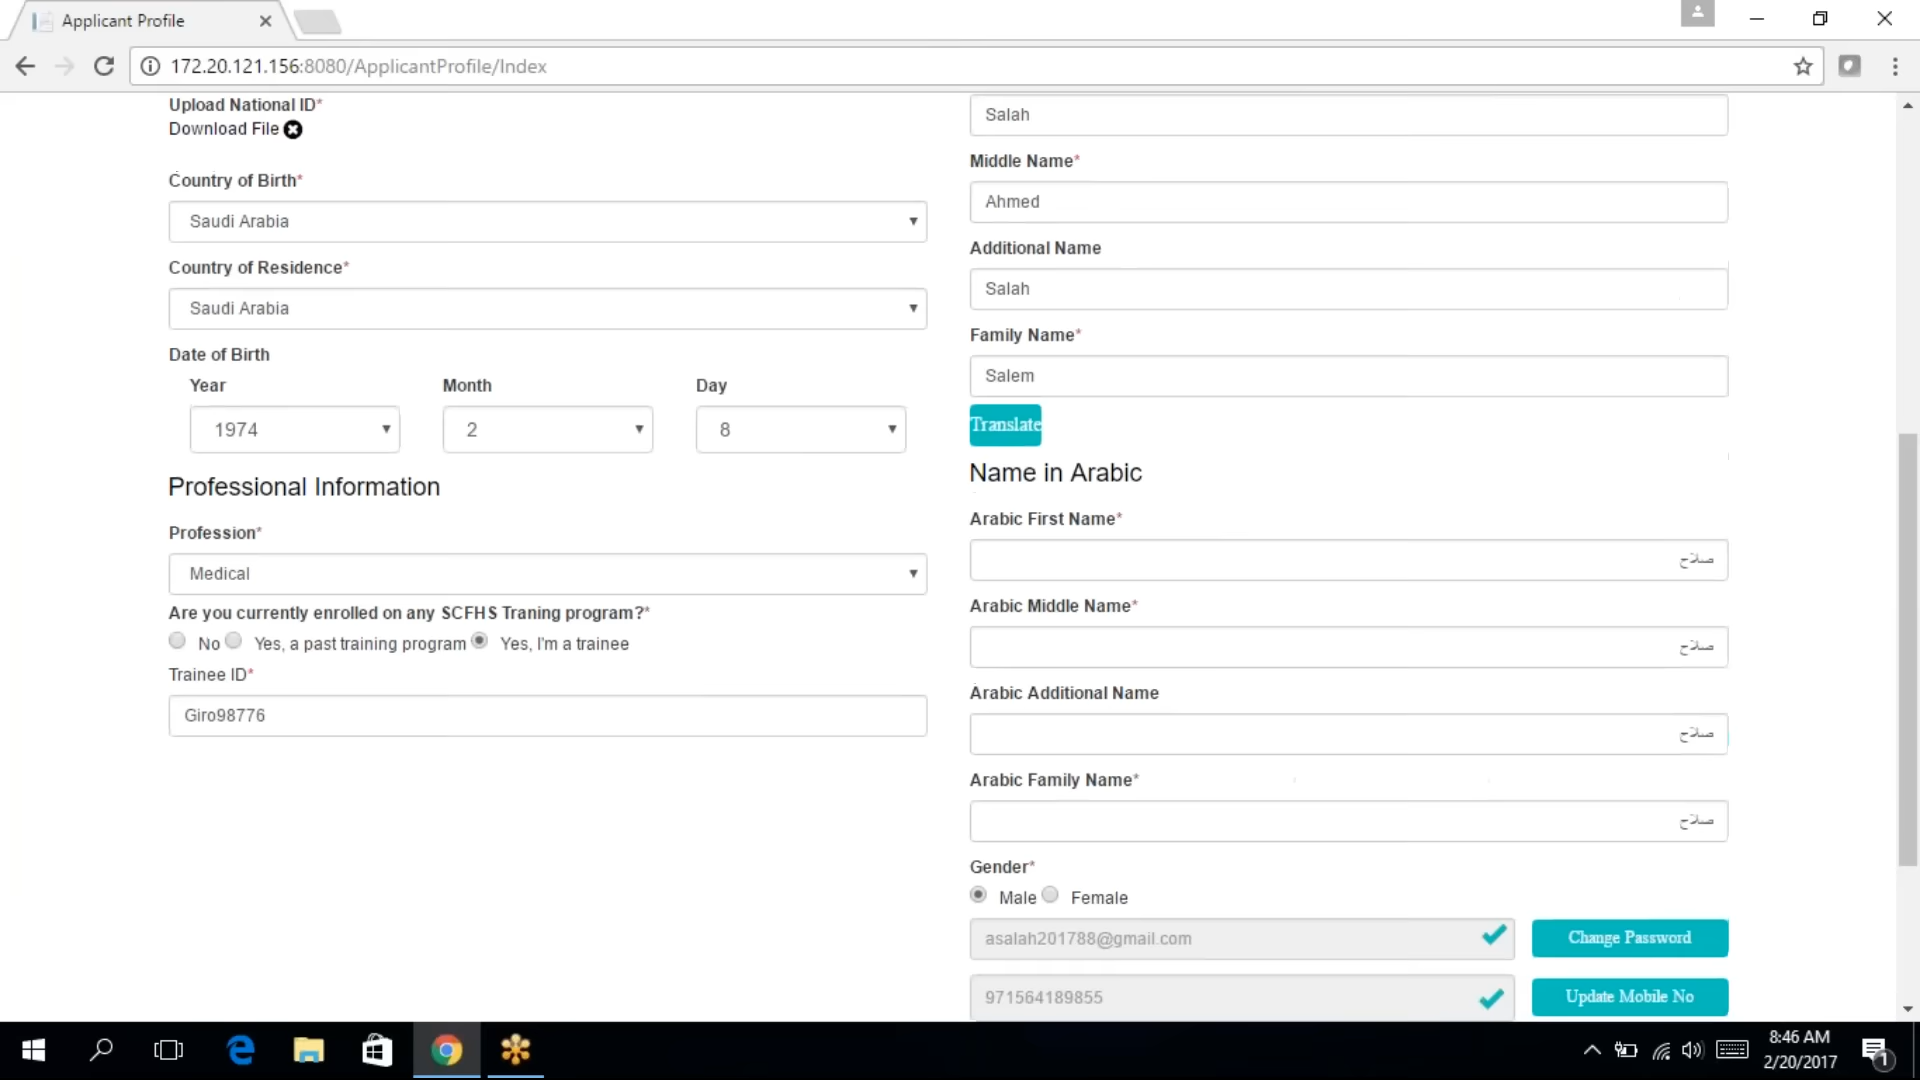 Applicant Profile
172.20.121.156:8080/ApplicantProfile/Index
Upload National ID*
Download File
Country of Birth*
Saudi Arabia
Country of Residence*
Saudi Arabia
Date of Birth
Year Month Day
1974 2 8
Professional Information
Profession*
Medical
Are you currently enrolled on any SCFHS Traning program?*
No Yes, a past training program Yes, I'm a trainee
Trainee ID*
Giro98776
Salah
Middle Name*
Ahmed
Additional Name
Salah
Family Name*
Salem
Translate
Name in Arabic
Arabic First Name*
صلاح
Arabic Middle Name*
صلاح
Arabic Additional Name
صلاح
Arabic Family Name*
صلاح
Gender*
Male Female
asalah201788@gmail.com Change Password
971564189855 Update Mobile No
8:46 AM
2/20/2017
1